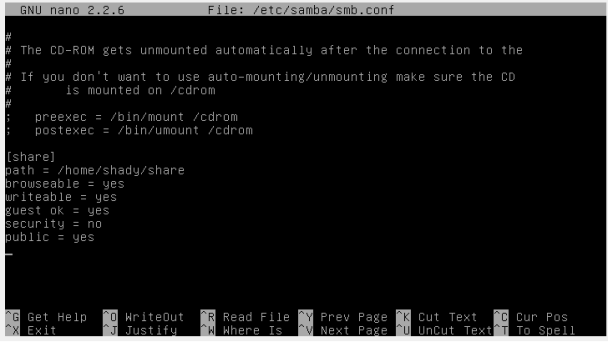 GNU nano 2.2.6 File: /etc/samba/smb.conf
#
# The CD-ROM gets unmounted automatically after the connection to the
#
# If you don't want to use auto-mounting/unmounting make sure the CD
# is mounted on /cdrom
#
; preexec = /bin/mount /cdrom
; postexec = /bin/umount /cdrom
[share]
path = /home/shady/share
browseable = yes
writeable = yes
guest ok = yes
security = no
public = yes
^G Get Help ^O WriteOut ^R Read File ^Y Prev Page ^K Cut Text ^C Cur Pos
^X Exit ^J Justify ^W Where Is ^V Next Page ^U UnCut Text ^T To Spell